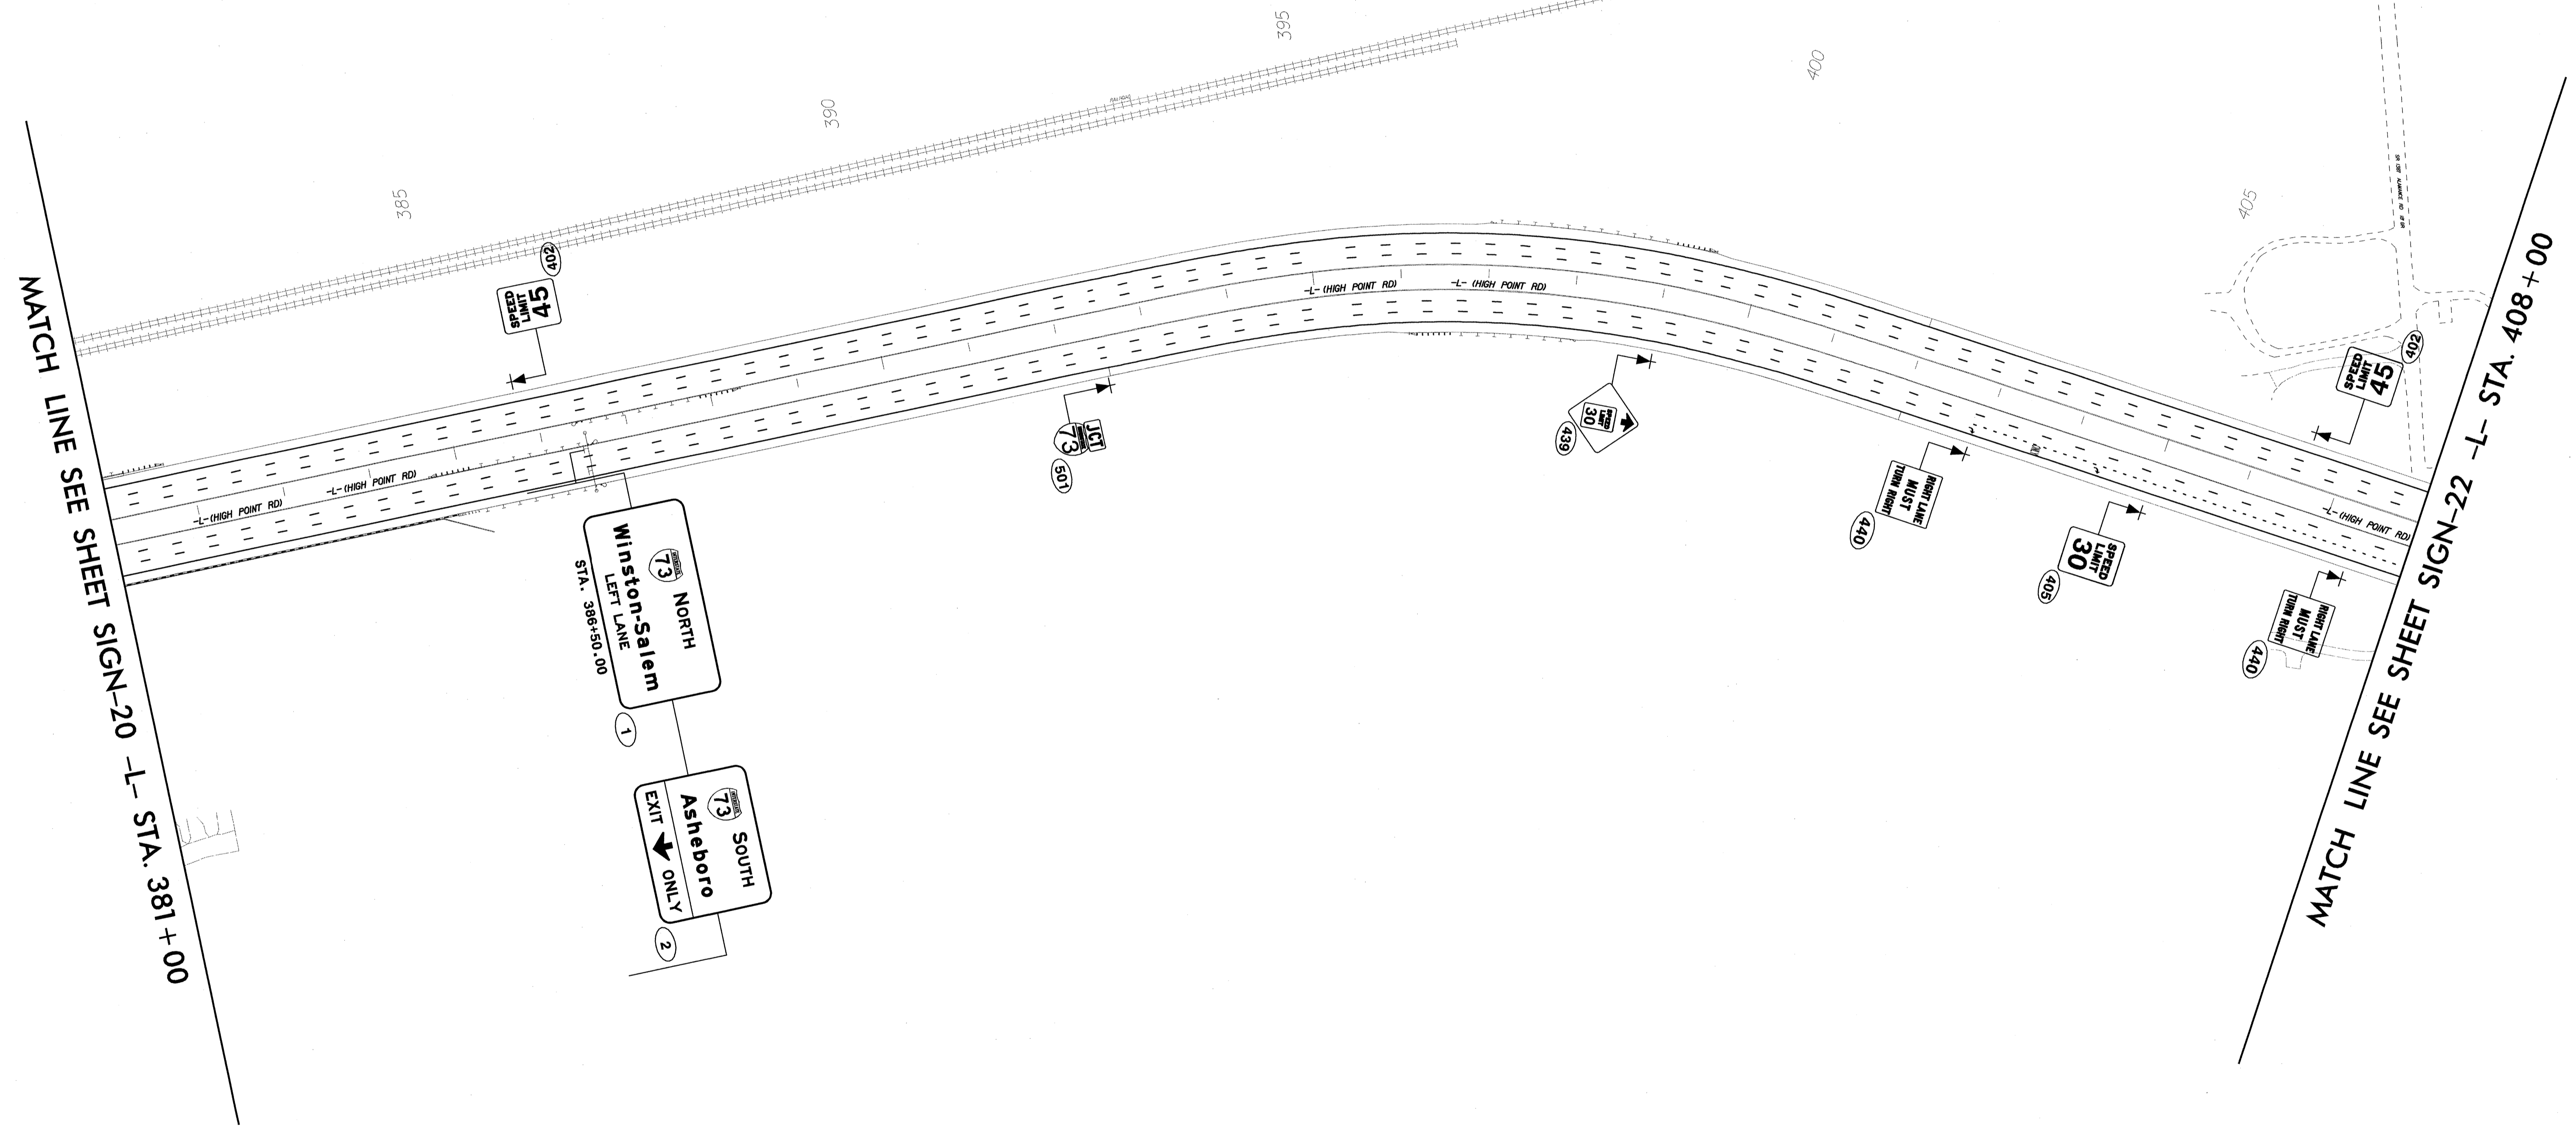 MATCH LINE SEE SHEET SIGN-20 -L- STA. 381+00
385
390
395
400
405
402
SPEED
LIMIT
45
-L- (HIGH POINT RD)
-L- (HIGH POINT RD)
-L- (HIGH POINT RD)
-L- (HIGH POINT RD)
-L- (HIGH POINT RD)
73 NORTH
Winston-Salem
LEFT LANE
STA. 386+50.00
1
73 SOUTH
Asheboro
EXIT ONLY
2
JCT
73
501
SPEED
LIMIT
30
439
RIGHT LANE
MUST
TURN RIGHT
440
SPEED
LIMIT
30
405
RIGHT LANE
MUST
TURN RIGHT
440
402
SPEED
LIMIT
45
MATCH LINE SEE SHEET SIGN-22 -L- STA. 408+00